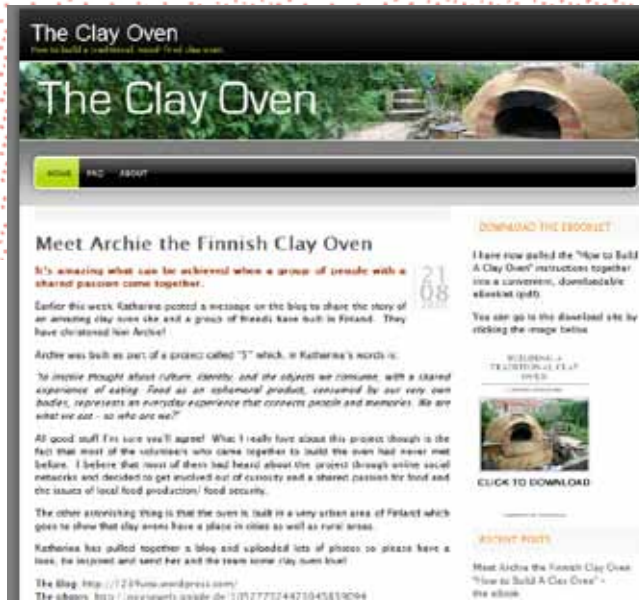 The Clay Oven
How to build a traditional, wood-fired clay oven
The Clay Oven
HOME FAQ ABOUT
Meet Archie the Finnish Clay Oven
21
08
It's amazing what can be achieved when a group of people with a
shared passion come together.
Earlier this week Katharina posted a message on the blog to share the story of
an amazing clay oven she and a group of friends have built in Finland. They
have christened him Archie!
Archie was built as part of a project called "5" which, in Katharina's words is:
"to inspire thought about culture, identity, and the objects we consume, with a shared
experience of eating. Food as an ephemeral product, consumed by our very own
bodies, represents an everyday experience that connects people and memories. We are
what we eat - so who are we?"
All good stuff I'm sure you'll agree! What I really love about this project though is the
fact that most of the volunteers who came together to build the oven had never met
before. I believe that most of them had heard about the project through online social
networks and decided to get involved out of curiosity and a shared passion for food and
the issues of local food production/ food security.
The other astonishing thing is that the oven is built in a very urban area of Finland which
goes to show that clay ovens have a place in cities as well as rural areas.
Katharina has pulled together a blog and uploaded lots of photos so please have a
look, be inspired and send her and the team some clay oven love!
The Blog:
The photos:
DOWNLOAD THE EBOOKLET
I have now pulled the "How to Build
A Clay Oven" instructions together
into a convenient, downloadable
eBooklet (pdf).
You can go to the download site by
clicking the image below
BUILDING A
TRADITIONAL CLAY
OVEN
CLICK TO DOWNLOAD
RECENT POSTS
Meet Archie the Finnish Clay Oven
"How to Build A Clay Oven" -
the eBook